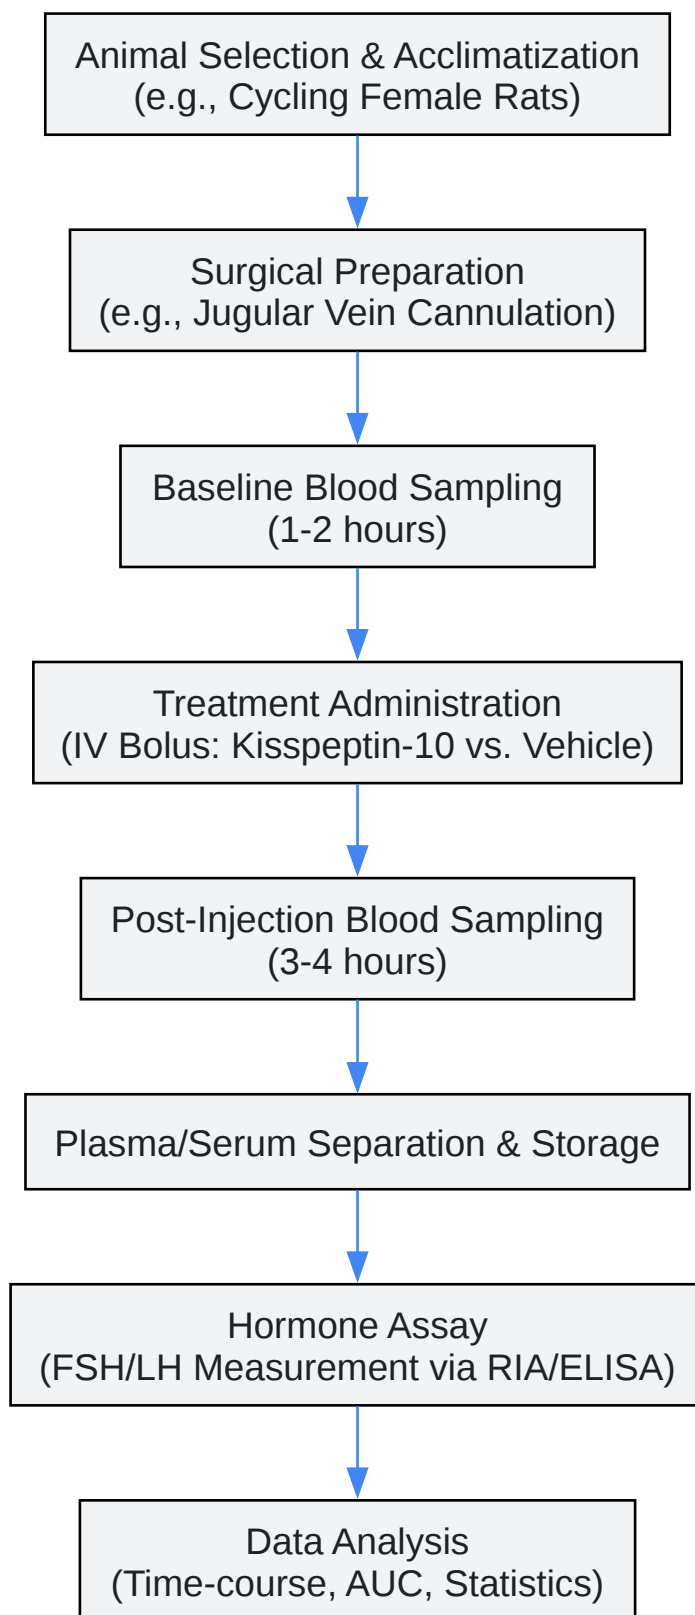 Animal Selection & Acclimatization
(e.g., Cycling Female Rats)
Surgical Preparation
(e.g., Jugular Vein Cannulation)
Baseline Blood Sampling
(1-2 hours)
Treatment Administration
(IV Bolus: Kisspeptin-10 vs. Vehicle)
Post-Injection Blood Sampling
(3-4 hours)
Plasma/Serum Separation & Storage
Hormone Assay
(FSH/LH Measurement via RIA/ELISA)
Data Analysis
(Time-course, AUC, Statistics)